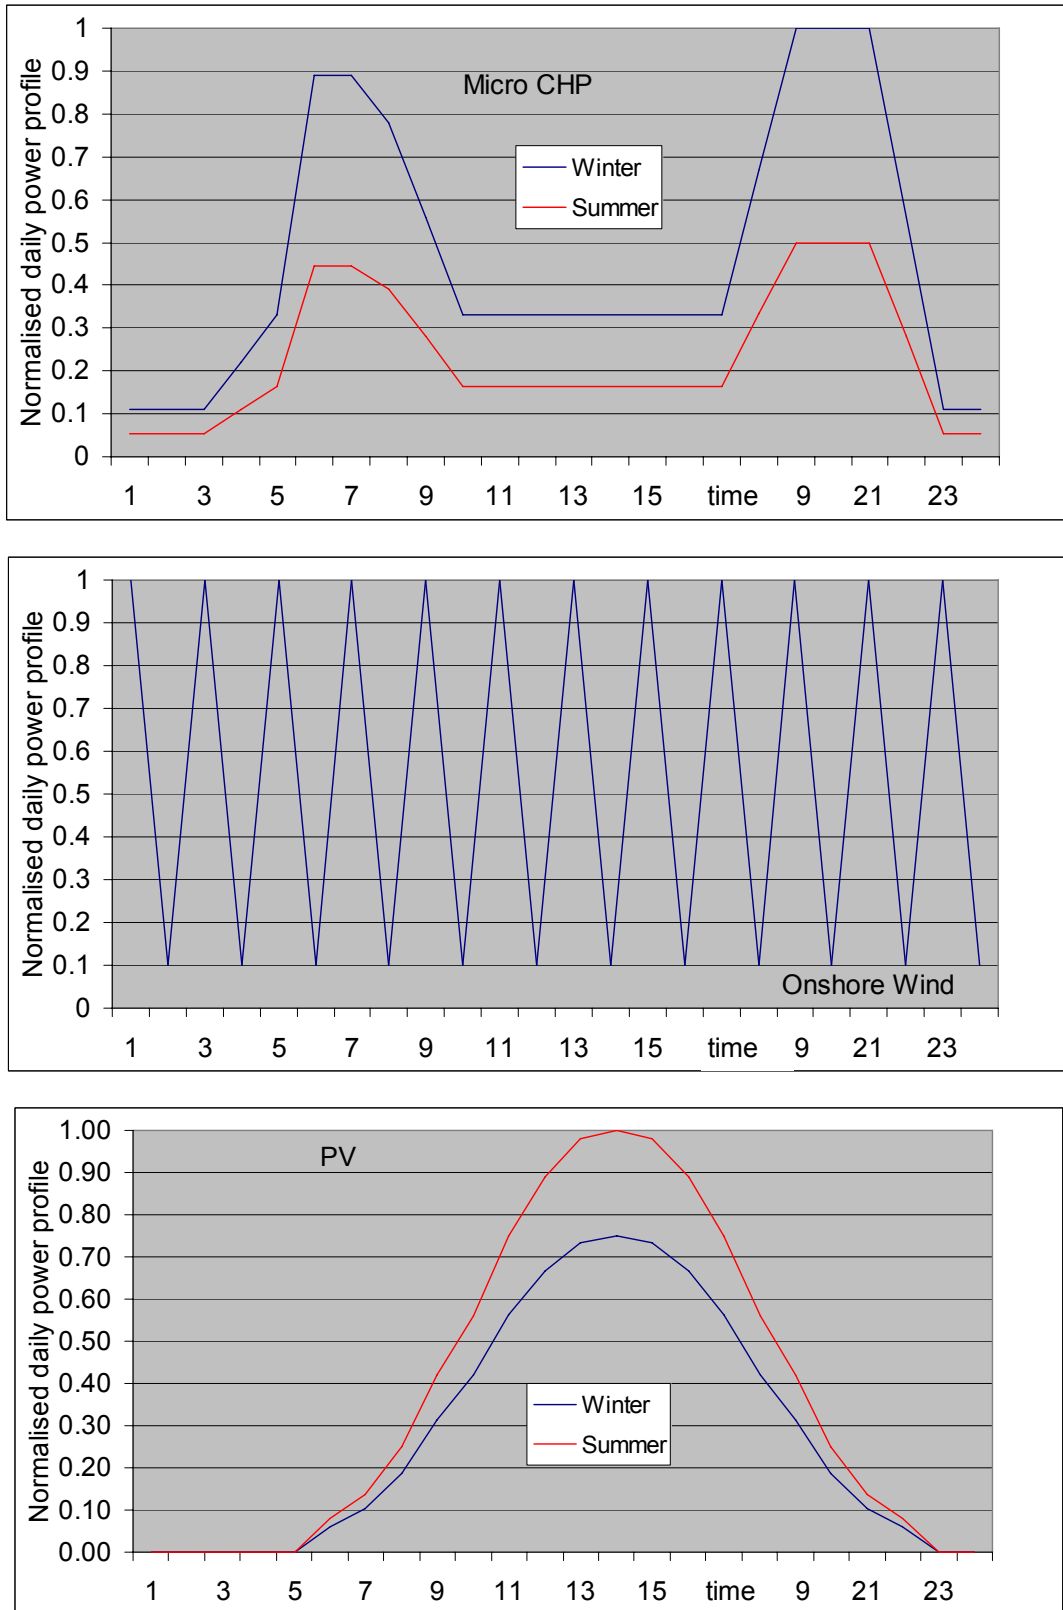 Normalised daily power profile
1
0.9
0.8
0.7
0.6
0.5
0.4
0.3
0.2
0.1
0
Micro CHP
Winter
Summer
1 3 5 7 9 11 13 15 time 9 21 23
Normalised daily power profile
1
0.9
0.8
0.7
0.6
0.5
0.4
0.3
0.2
0.1
0
Onshore Wind
1 3 5 7 9 11 13 15 time 9 21 23
Normalised daily power profile
1.00
0.90
0.80
0.70
0.60
0.50
0.40
0.30
0.20
0.10
0.00
PV
Winter
Summer
1 3 5 7 9 11 13 15 time 9 23